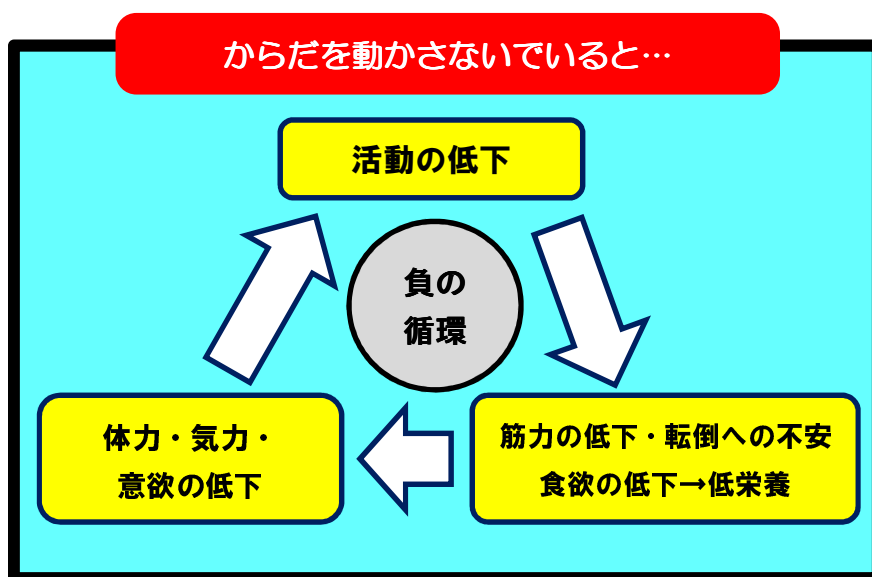 からだを動かさないでいると…
活動の低下
負の
循環
筋力の低下・転倒への不安
食欲の低下→低栄養
体力・気力・
意欲の低下